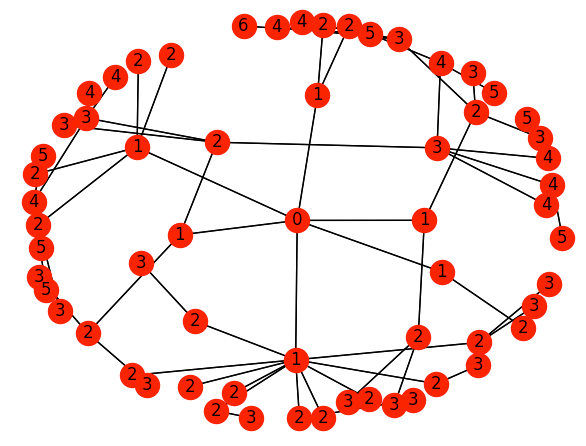 6 4 4 2 2 5 3
2 2 4 3
4 4 1 5
3 3 2 5
5 1 2 3 3 4
2 4
4 4
2 1 0 1 5
5 3 1
3 5 3
3 2 3
2 2 2 2
2 3 1 3
2 2 2
2 3 2 2 3 2 3 3